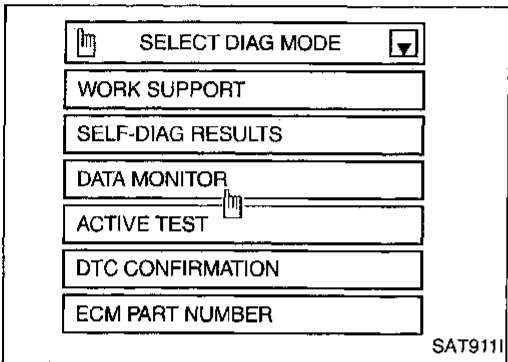 SELECT DIAG MODE
WORK SUPPORT
SELF-DIAG RESULTS
DATA MONITOR
ACTIVE TEST
DTC CONFIRMATION
ECM PART NUMBER
SAT911I